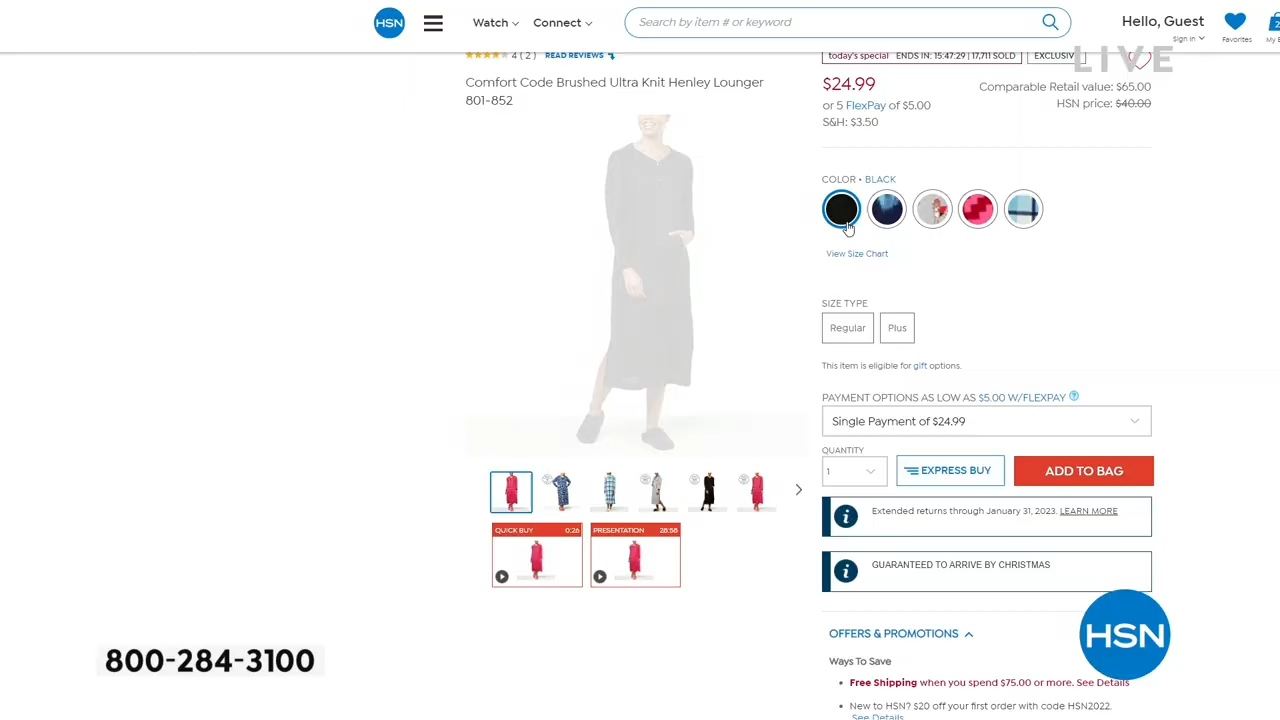 HSN
Watch
Connect
Search by item # or keyword
Hello, Guest
Sign In
Favorites
LIVE
4 ( 2 )
READ REVIEWS
today's special
ENDS IN: 15:47:29 | 17,711 SOLD
EXCLUSIV
Comfort Code Brushed Ultra Knit Henley Lounger
801-852
$24.99
Comparable Retail value: $65.00
or 5 FlexPay of $5.00
HSN price: $40.00
S&H: $3.50
COLOR • BLACK
View Size Chart
SIZE TYPE
Regular
Plus
This item is eligible for gift options.
PAYMENT OPTIONS AS LOW AS $5.00 W/FLEXPAY ?
Single Payment of $24.99
QUANTITY
1
EXPRESS BUY
ADD TO BAG
Extended returns through January 31, 2023. LEARN MORE
QUICK BUY 0:26
PRESENTATION 28:58
GUARANTEED TO ARRIVE BY CHRISTMAS
OFFERS & PROMOTIONS
HSN
Ways To Save
800-284-3100
Free Shipping when you spend $75.00 or more. See Details
New to HSN? $20 off your first order with code HSN2022.
See Details